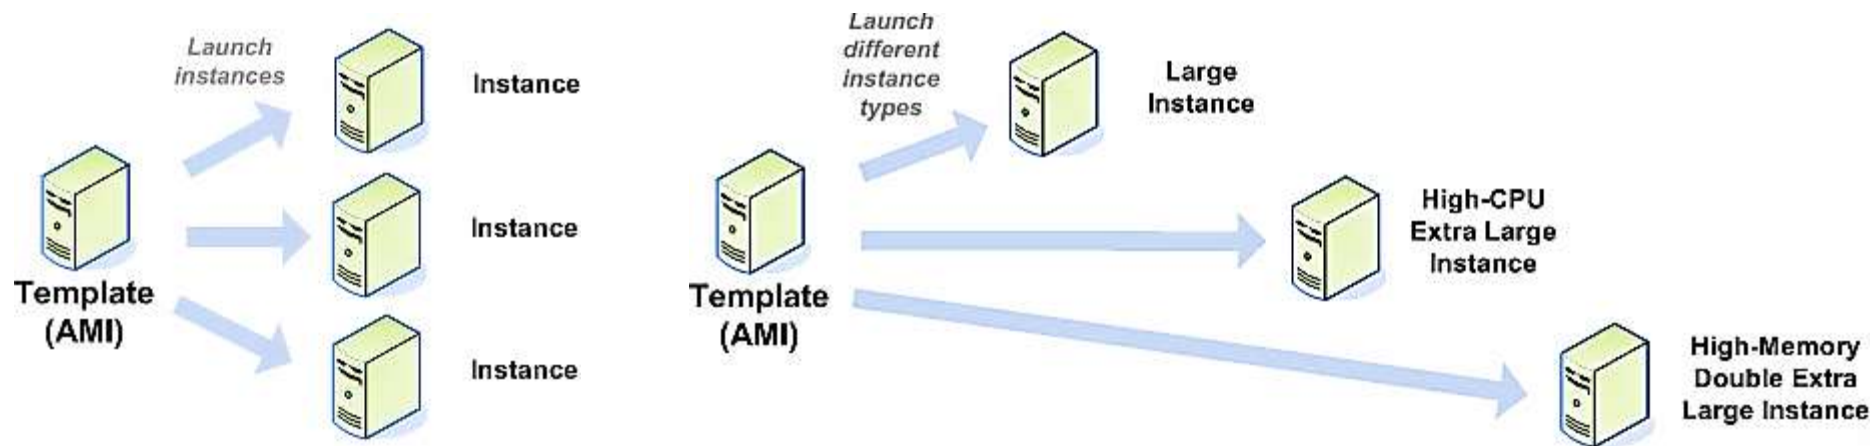 Launch
instances
Instance
Instance
Instance
Template
(AMI)
Launch
different
instance
types
Large
Instance
High-CPU
Extra Large
Instance
Template
(AMI)
High-Memory
Double Extra
Large Instance